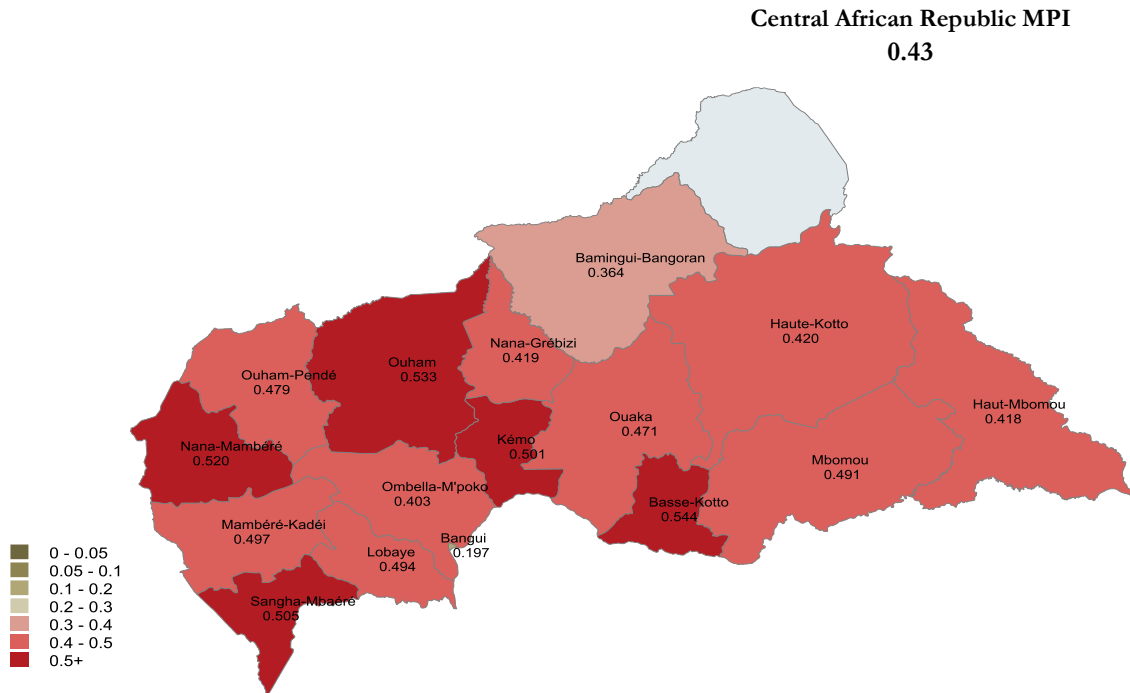 Central African Republic MPI
0.43
Bamingui-Bangoran
0.364
Haute-Kotto
0.420
Nana-Grébizi
0.419
Ouham
0.533
Ouham-Péndé
0.479
Haut-Mbomou
0.418
Ouaka
0.471
Kémo
0.501
Nana-Mambéré
0.520
Mbomou
0.491
Ombella-M'poko
0.403
Basse-Kotto
0.544
Mambéré-Kadéi
0.497
Bangui
0.197
Lobaye
0.494
Sangha-Mbaéré
0.505
0 - 0.05
0.05 - 0.1
0.1 - 0.2
0.2 - 0.3
0.3 - 0.4
0.4 - 0.5
0.5+